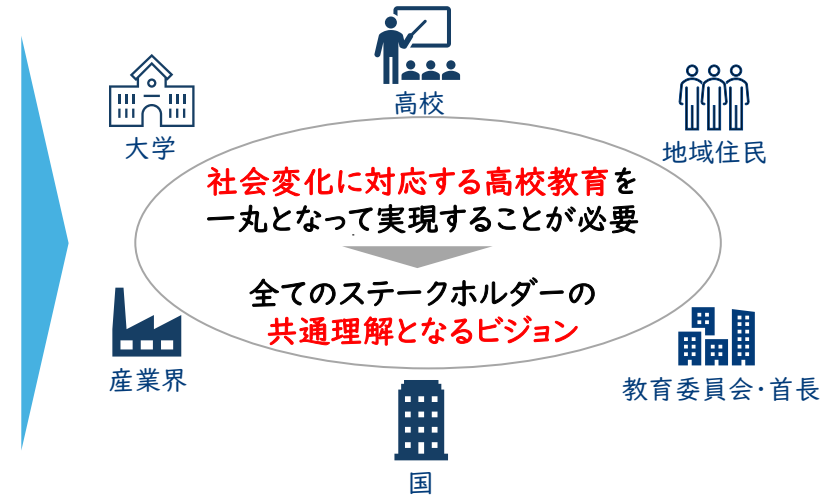 高校
大学
地域住民
社会変化に対応する高校教育を
一丸となって実現することが必要
全てのステークホルダーの
共通理解となるビジョン
産業界
教育委員会・首長
国